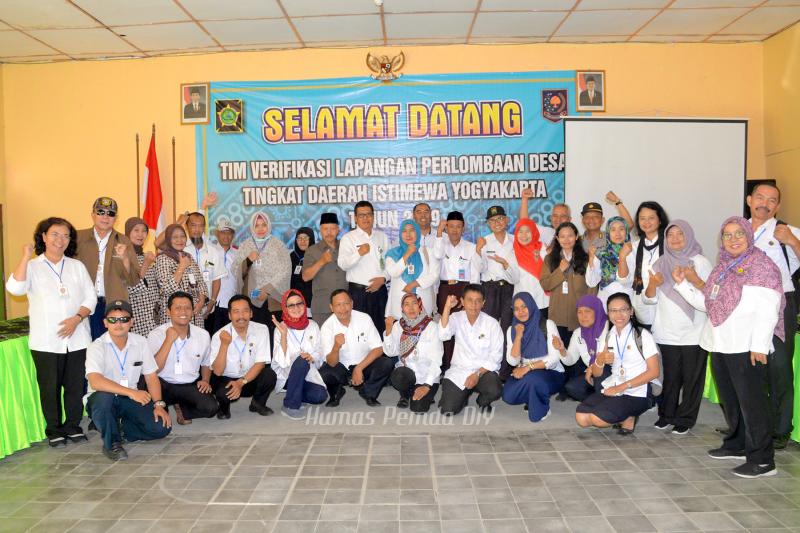 SELAMAT DATANG
TIM VERIFIKASI LAPANGAN PERLOMBAAN DESA
TINGKAT DAERAH ISTIMEWA YOGYAKARTA
Humas Pemda DIY